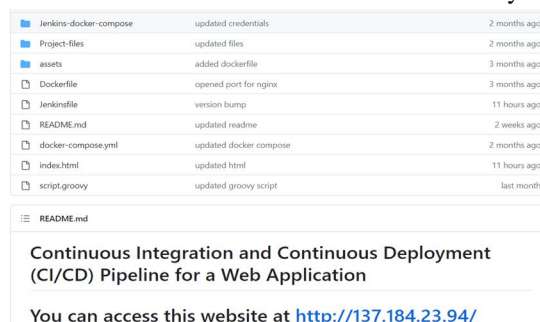 Jenkins-docker-compose updated credentials 2 months ago
Project-files updated files 2 months ago
assets added dockerfile 3 months ago
Dockerfile opened port for nginx 3 months ago
Jenkinsfile version bump 11 hours ago
README.md updated readme 2 weeks ago
docker-compose.yml updated docker compose 2 months ago
index.html updated html 11 hours ago
script.groovy updated groovy script last month
README.md
Continuous Integration and Continuous Deployment
(CI/CD) Pipeline for a Web Application
You can access this website at http://137.184.23.94/